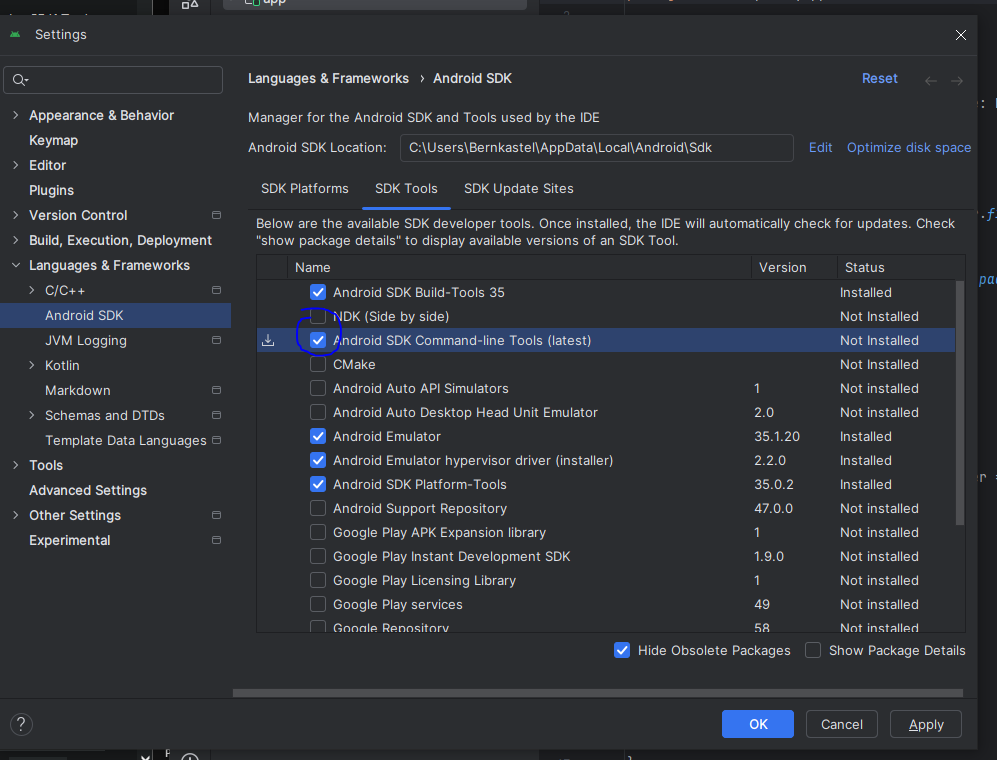 app
Settings
Languages & Frameworks › Android SDK
Reset
Appearance & Behavior
Keymap
Editor
Plugins
Version Control
Build, Execution, Deployment
Languages & Frameworks
C/C++
Android SDK
JVM Logging
Kotlin
Markdown
Schemas and DTDs
Template Data Languages
Tools
Advanced Settings
Other Settings
Experimental
Manager for the Android SDK and Tools used by the IDE
Android SDK Location: C:\Users\Bernkastel\AppData\Local\Android\Sdk Edit Optimize disk space
SDK Platforms SDK Tools SDK Update Sites
Below are the available SDK developer tools. Once installed, the IDE will automatically check for updates. Check
"show package details" to display available versions of an SDK Tool.
Name Version Status
Android SDK Build-Tools 35 Installed
NDK (Side by side) Not Installed
Android SDK Command-line Tools (latest) Not Installed
CMake Not Installed
Android Auto API Simulators 1 Not installed
Android Auto Desktop Head Unit Emulator 2.0 Not installed
Android Emulator 35.1.20 Installed
Android Emulator hypervisor driver (installer) 2.2.0 Installed
Android SDK Platform-Tools 35.0.2 Installed
Android Support Repository 47.0.0 Not installed
Google Play APK Expansion library 1 Not installed
Google Play Instant Development SDK 1.9.0 Not installed
Google Play Licensing Library 1 Not installed
Google Play services 49 Not installed
Google Repository 58 Not installed
Hide Obsolete Packages Show Package Details
? OK Cancel Apply